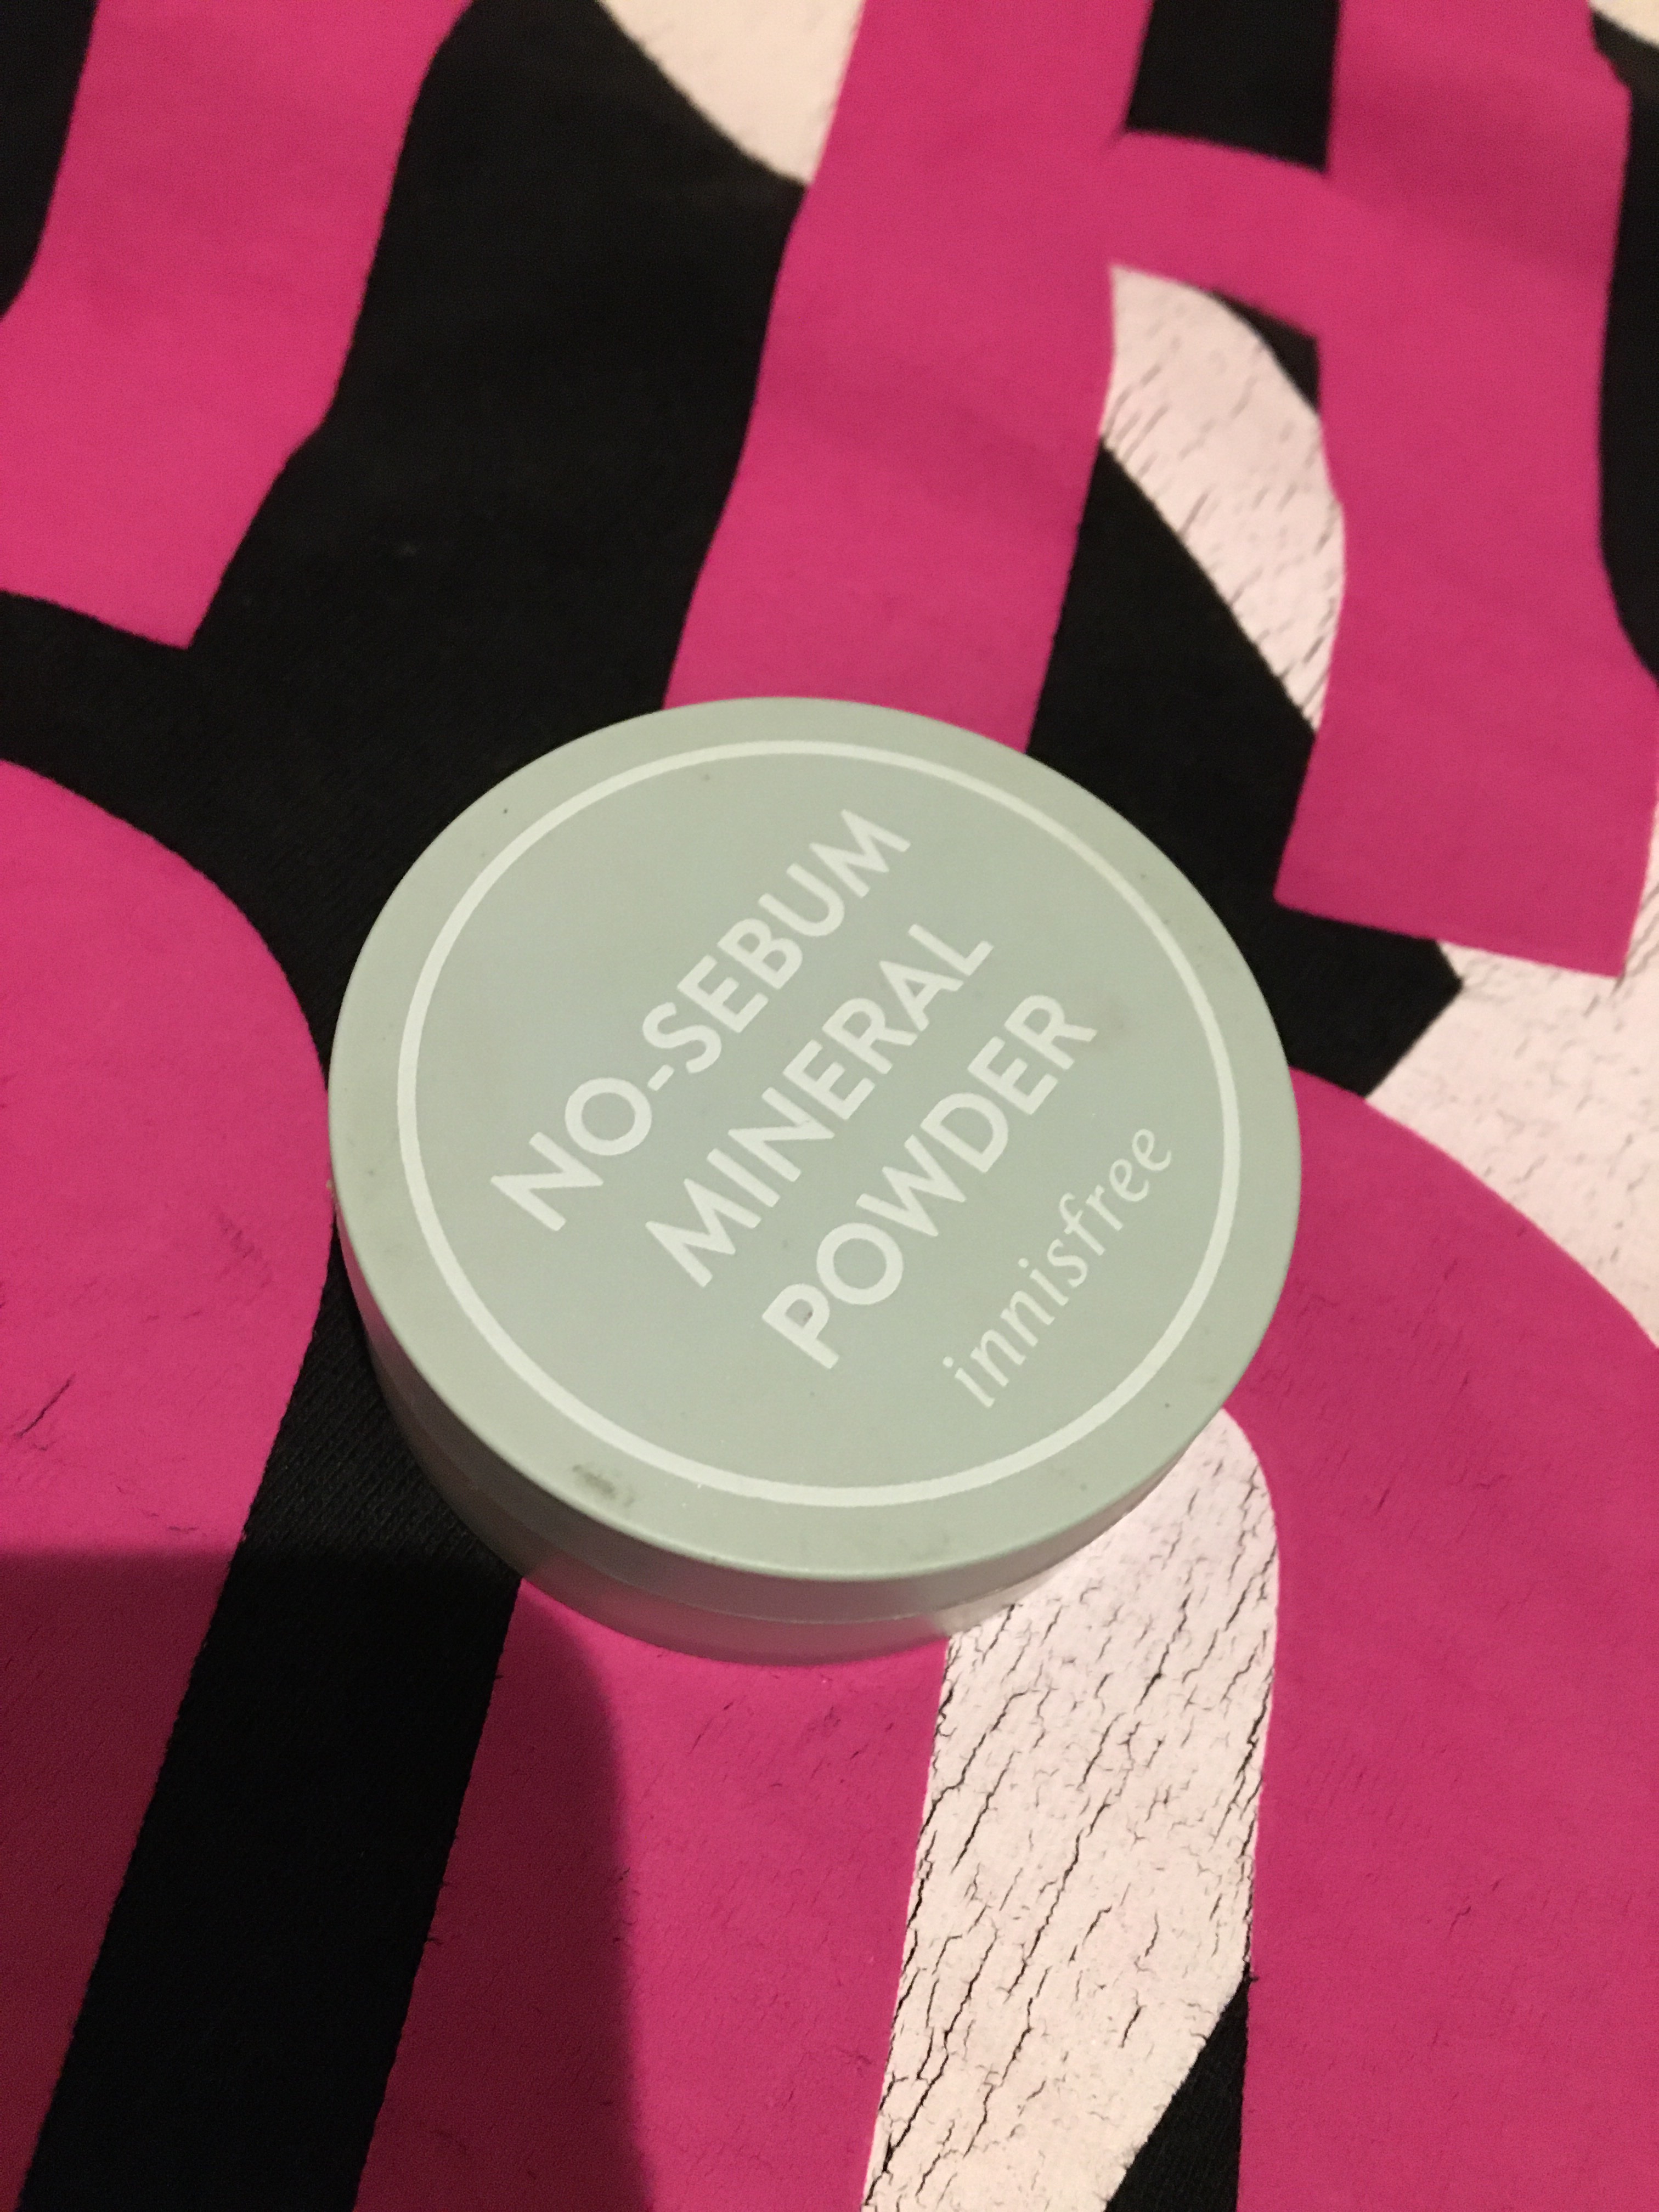 NO-SEBUM
MINERAL
POWDER
innisfree